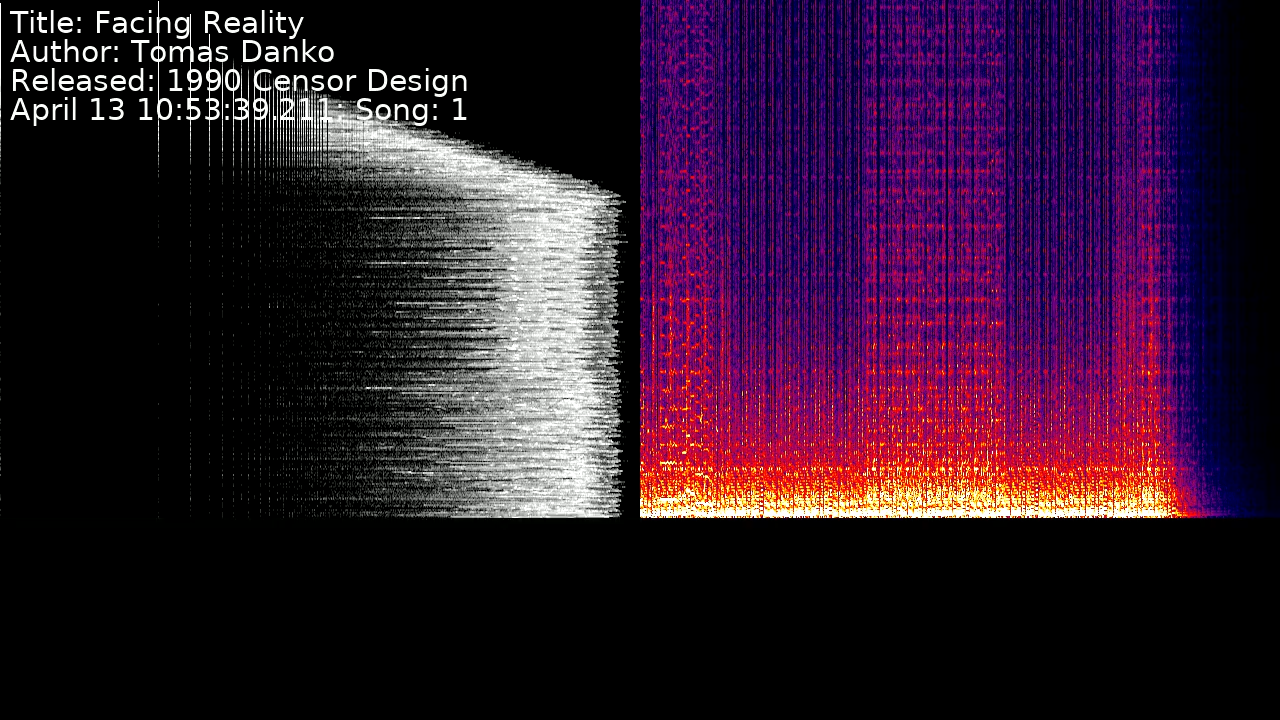 Title: Facing Reality
Author: Tomas Danko
Released: 1990 Censor Design
April 13 10:53:39.211: Song: 1